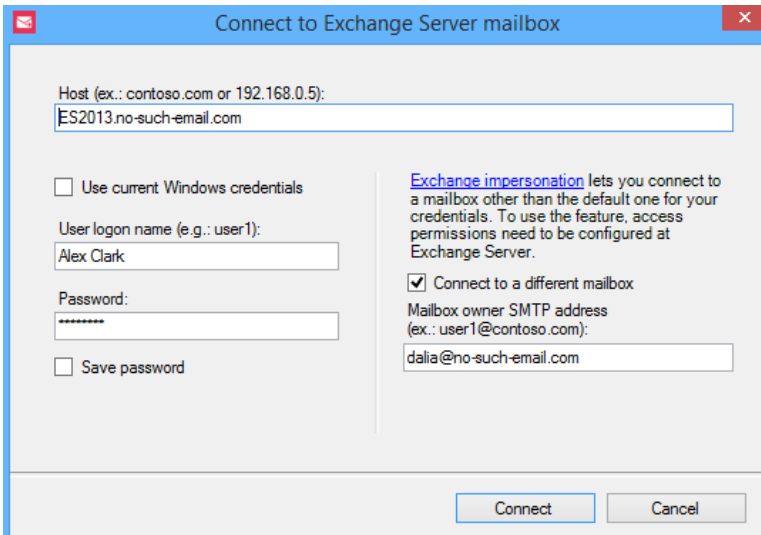 Connect to Exchange Server mailbox
Host (ex.: contoso.com or 192.168.0.5):
ES2013.no-such-email.com
Use current Windows credentials
User logon name (e.g.: user1):
Alex Clark
Password:
********
Save password
Exchange impersonation lets you connect to
a mailbox other than the default one for your
credentials. To use the feature, access
permissions need to be configured at
Exchange Server.
Connect to a different mailbox
Mailbox owner SMTP address
(ex.: user1@contoso.com):
dalia@no-such-email.com
Connect
Cancel